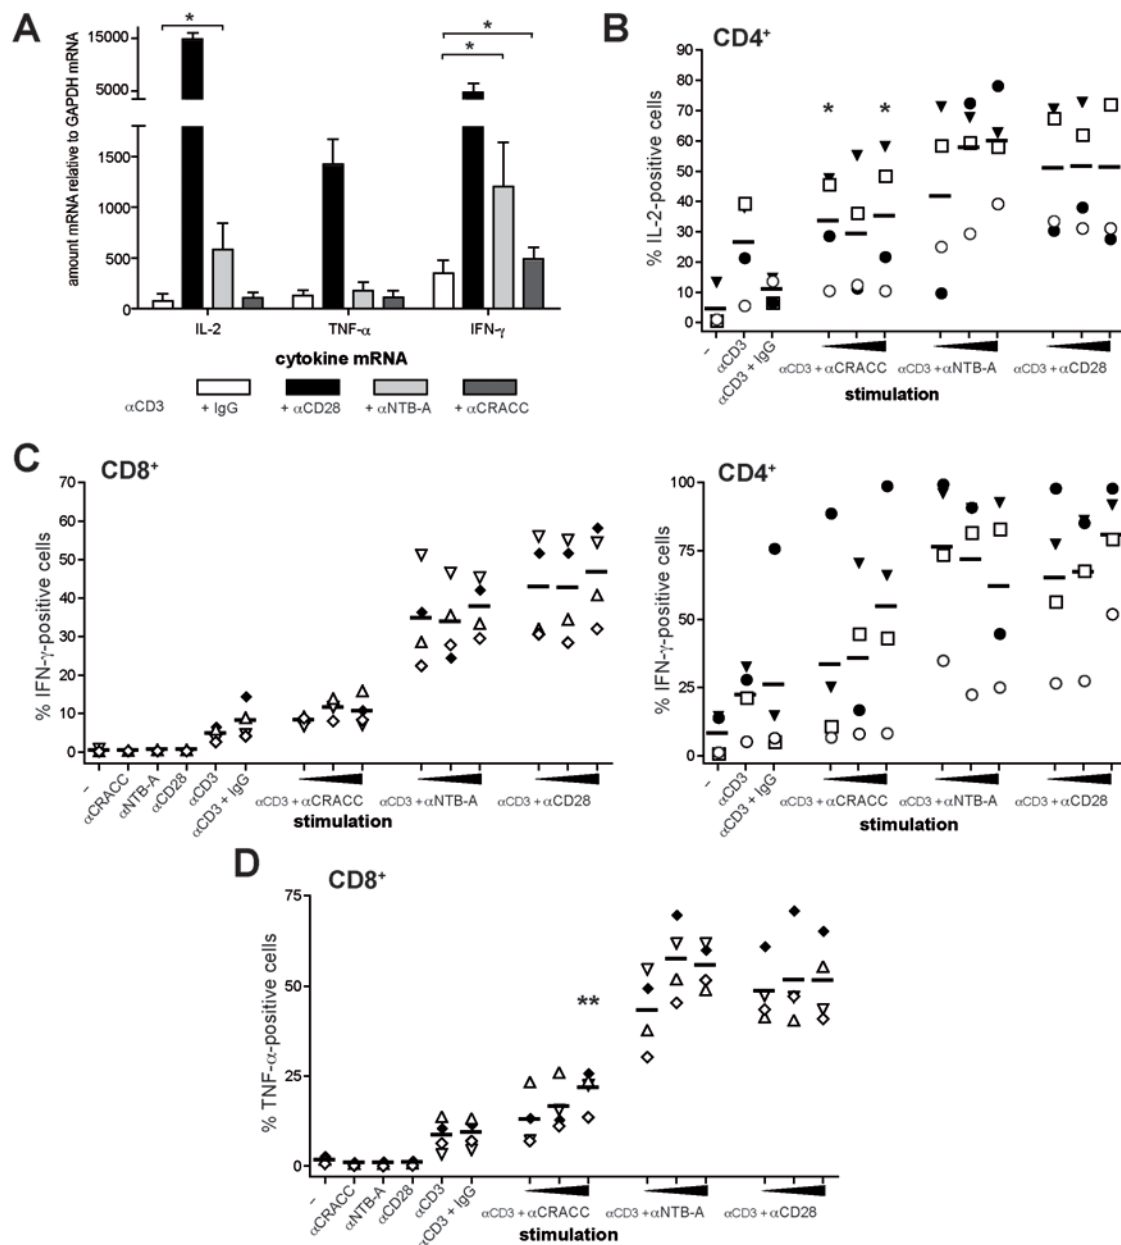 A
amount mRNA relative to GAPDH mRNA
15000
5000
1500
1000
500
0
*
*
*
IL-2
TNF-α
IFN-γ
cytokine mRNA
αCD3
+ IgG
+ αCD28
+ αNTB-A
+ αCRACC
B
CD4+
% IL-2-positive cells
90
80
70
60
50
40
30
20
10
0
*
*
–
αCD3
αCD3 + IgG
αCD3 + αCRACC
αCD3 + αNTB-A
αCD3 + αCD28
stimulation
C
CD8+
% IFN-γ-positive cells
70
60
50
40
30
20
10
0
–
αCRACC
αNTB-A
αCD28
αCD3
αCD3 + IgG
αCD3 + αCRACC
αCD3 + αNTB-A
αCD3 + αCD28
stimulation
CD4+
% IFN-γ-positive cells
100
75
50
25
0
–
αCD3
αCD3 + IgG
αCD3 + αCRACC
αCD3 + αNTB-A
αCD3 + αCD28
stimulation
D
CD8+
% TNF-α-positive cells
75
50
25
0
**
–
αCRACC
αNTB-A
αCD28
αCD3
αCD3 + IgG
αCD3 + αCRACC
αCD3 + αNTB-A
αCD3 + αCD28
stimulation